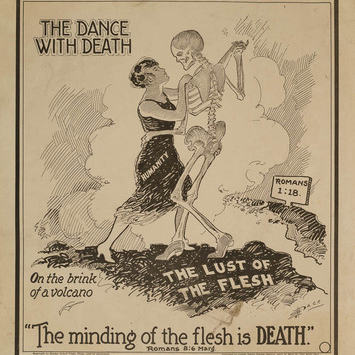 THE DANCE
WITH DEATH
HUMANITY
ROMANS
1:18.
On the brink
of a volcano
THE LUST OF
THE FLESH
"The minding of the flesh is DEATH."
Romans 8:6 Marg.